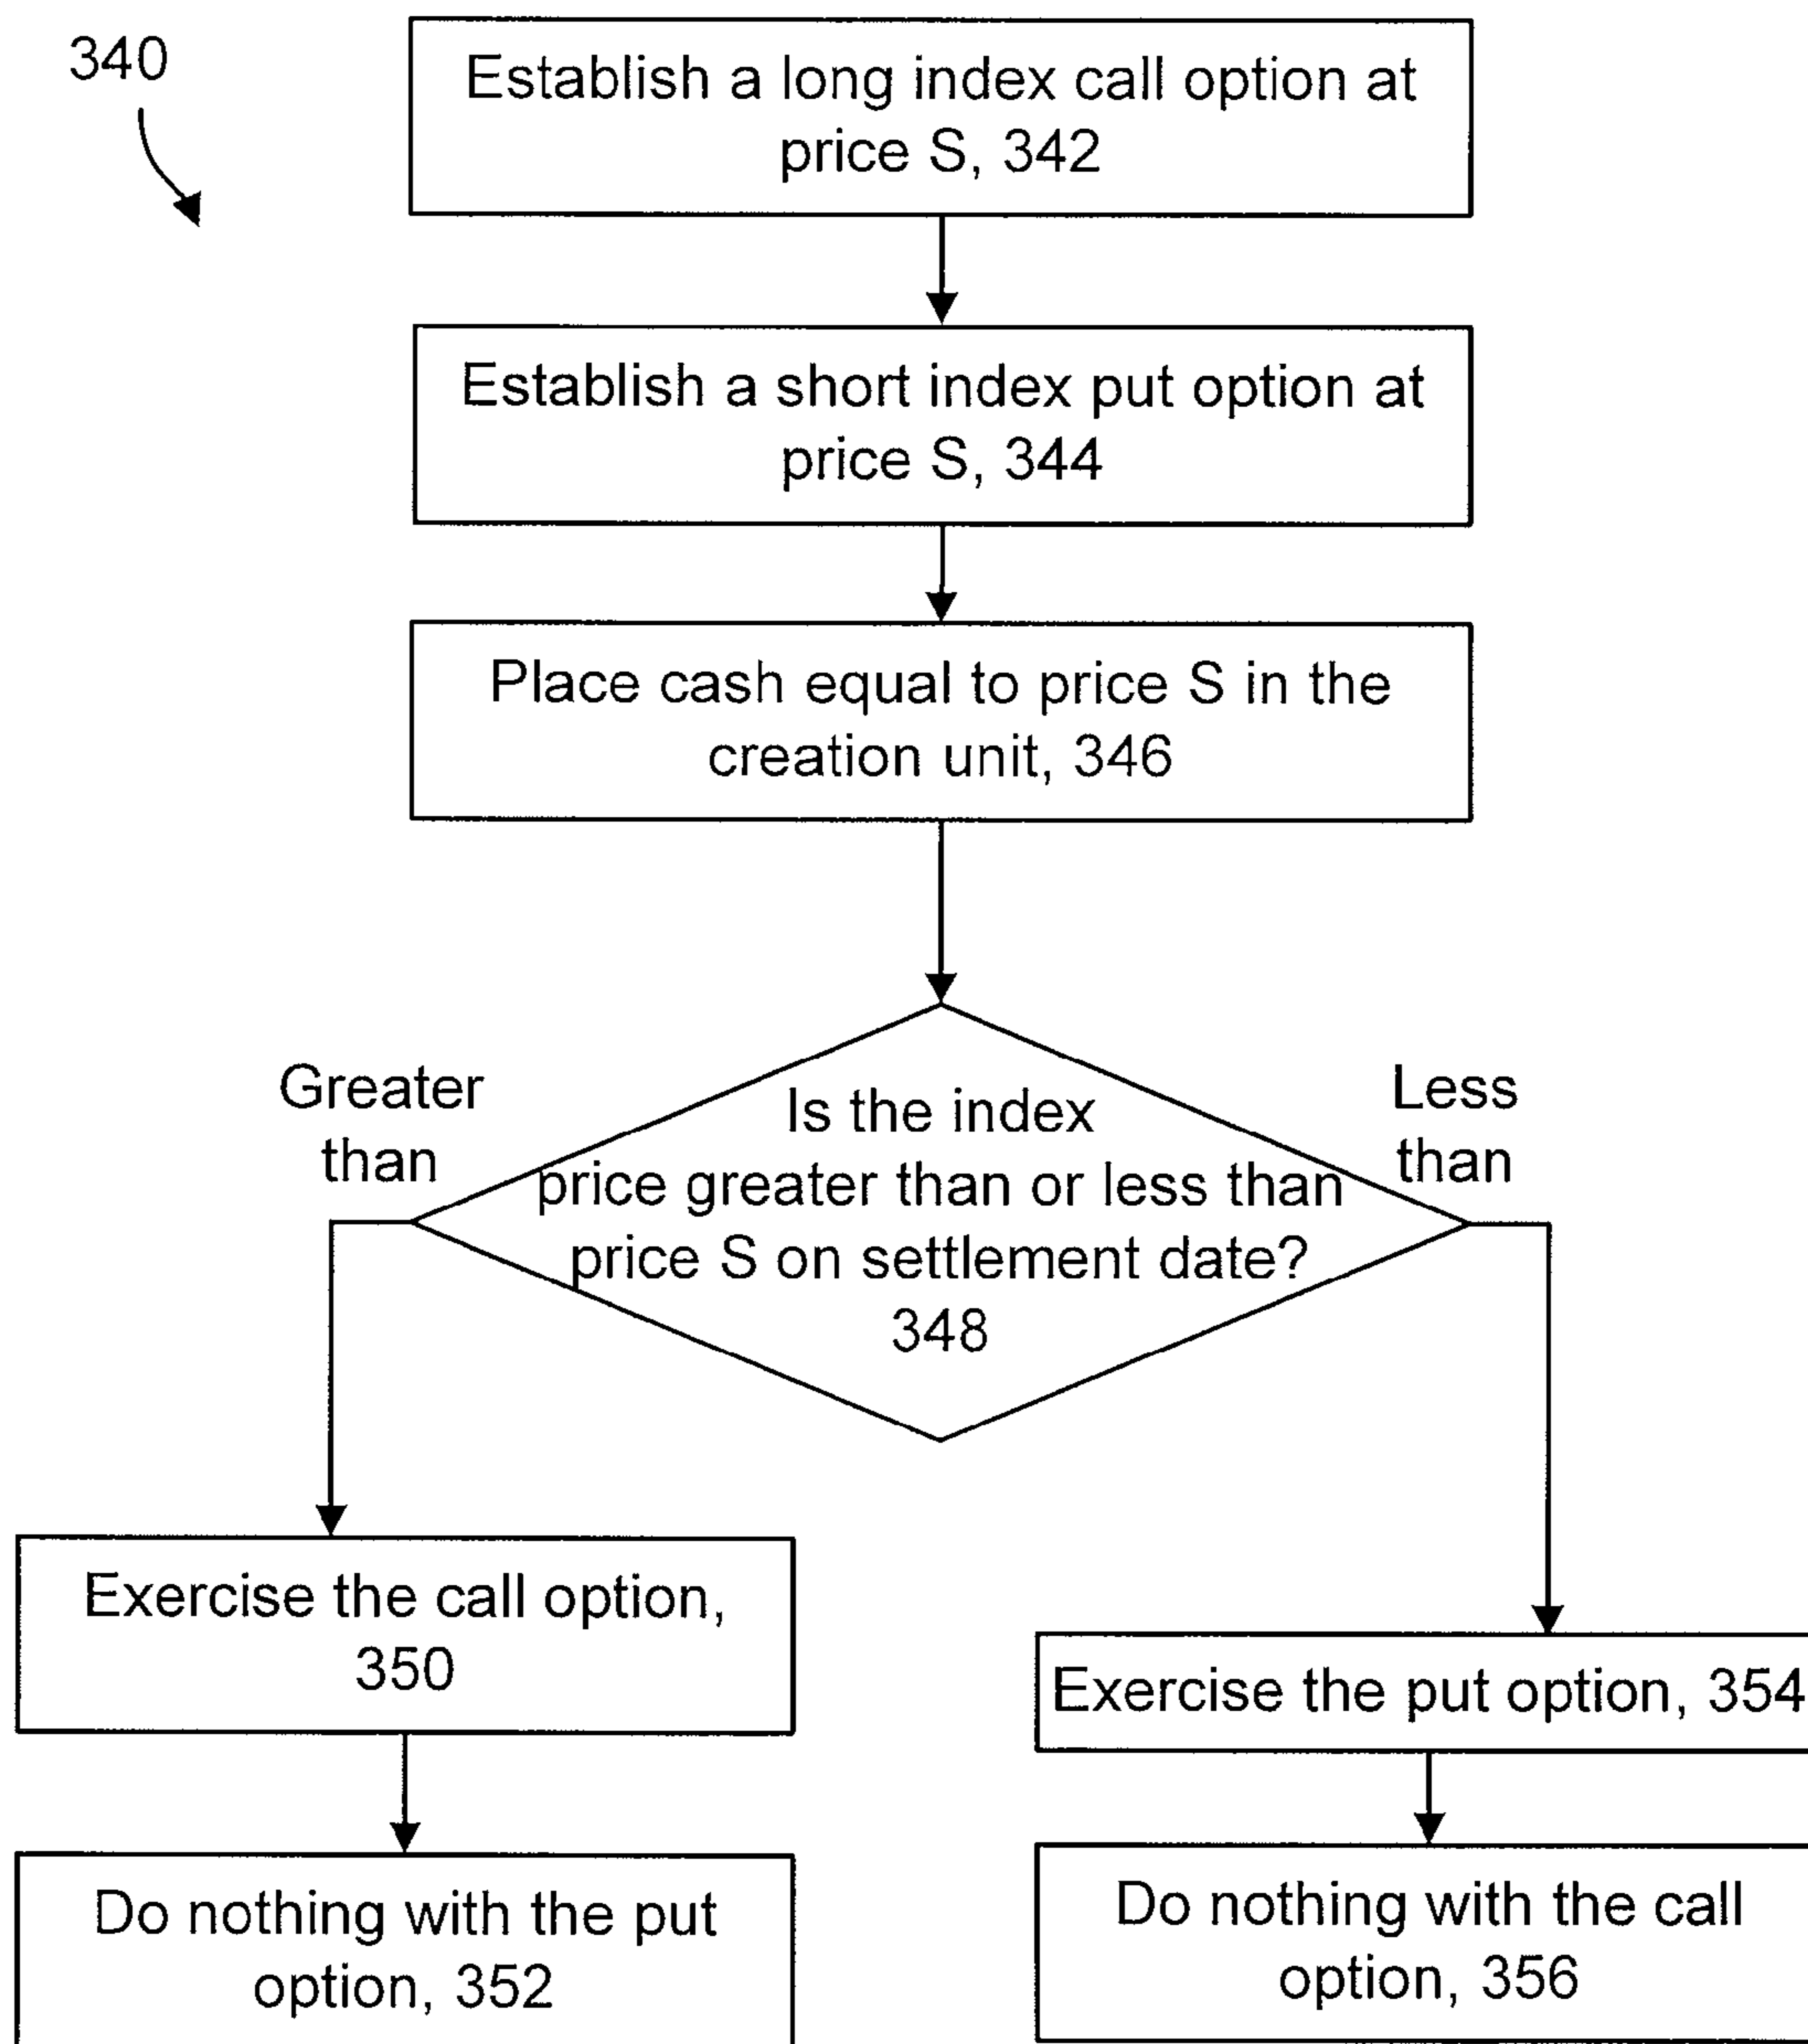 340
Establish a long index call option at
price S, 342
Establish a short index put option at
price S, 344
Place cash equal to price S in the
creation unit, 346
Greater
than
Is the index
price greater than or less than
price S on settlement date?
348
Less
than
Exercise the call option,
350
Exercise the put option, 354
Do nothing with the put
option, 352
Do nothing with the call
option, 356